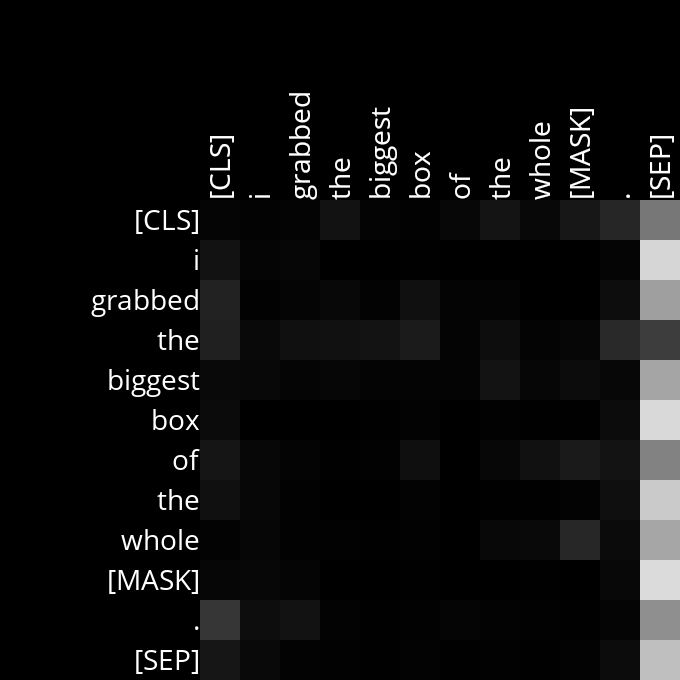 [CLS] i grabbed the biggest box of the whole [MASK] . [SEP]
[CLS]
i
grabbed
the
biggest
box
of
the
whole
[MASK]
.
[SEP]